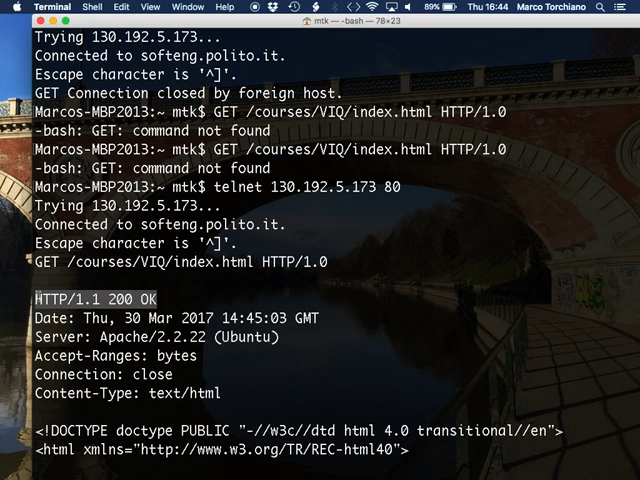 Terminal Shell Edit View Window Help 89% Thu 16:44 Marco Torchiano
mtk — -bash — 78×23
Trying 130.192.5.173...
Connected to softeng.polito.it.
Escape character is '^]'.
GET Connection closed by foreign host.
Marcos-MBP2013:~ mtk$ GET /courses/VIQ/index.html HTTP/1.0
-bash: GET: command not found
Marcos-MBP2013:~ mtk$ GET /courses/VIQ/index.html HTTP/1.0
-bash: GET: command not found
Marcos-MBP2013:~ mtk$ telnet 130.192.5.173 80
Trying 130.192.5.173...
Connected to softeng.polito.it.
Escape character is '^]'.
GET /courses/VIQ/index.html HTTP/1.0
HTTP/1.1 200 OK
Date: Thu, 30 Mar 2017 14:45:03 GMT
Server: Apache/2.2.22 (Ubuntu)
Accept-Ranges: bytes
Connection: close
Content-Type: text/html
<!DOCTYPE doctype PUBLIC "-//w3c//dtd html 4.0 transitional//en">
<html xmlns="http://www.w3.org/TR/REC-html40">